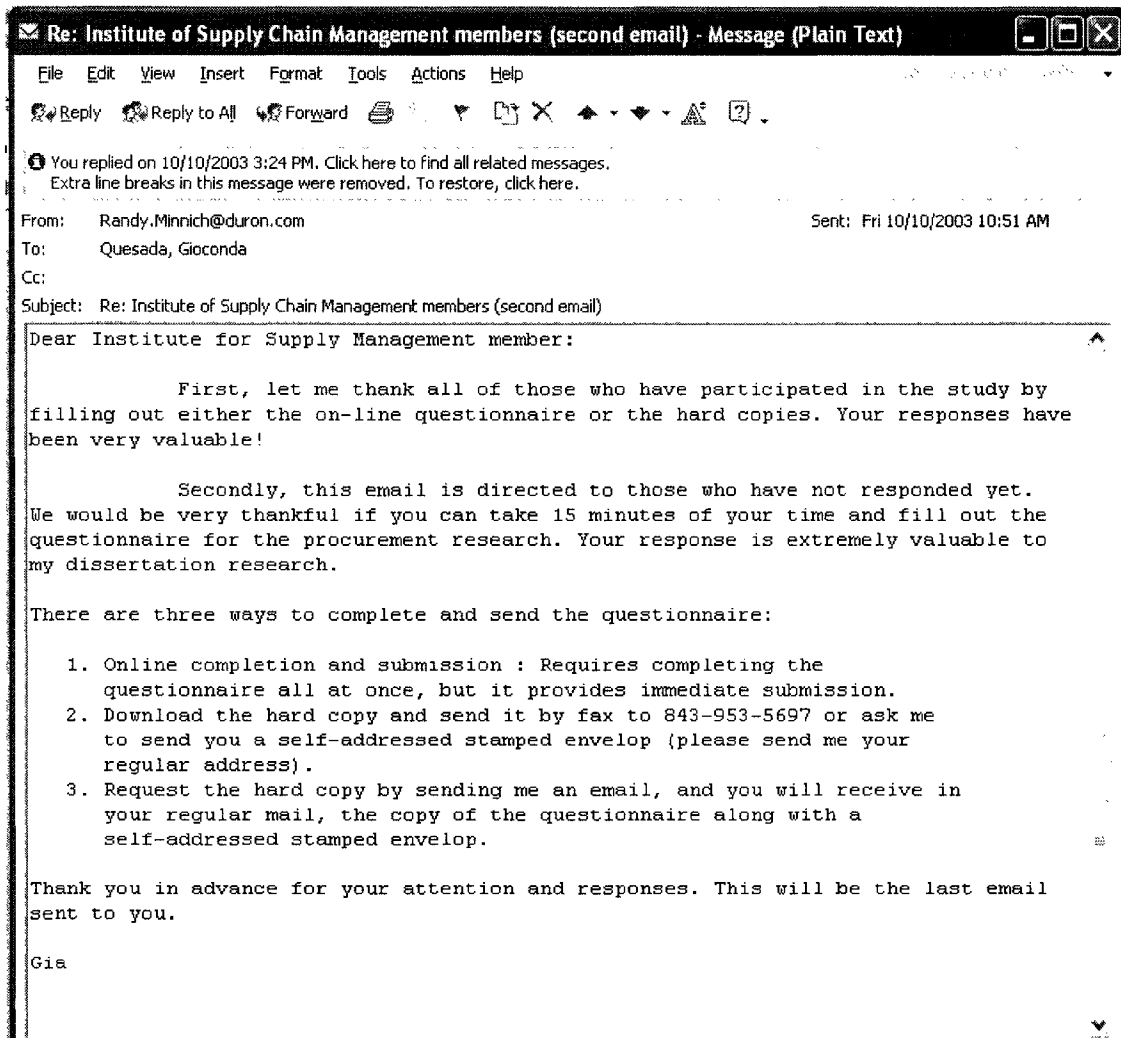 Re: Institute of Supply Chain Management members (second email) - Message (Plain Text)
File Edit View Insert Format Tools Actions Help
Reply Reply to All Forward
You replied on 10/10/2003 3:24 PM. Click here to find all related messages.
Extra line breaks in this message were removed. To restore, click here.
From: Randy.Minnich@duron.com Sent: Fri 10/10/2003 10:51 AM
To: Quesada, Gioconda
Cc:
Subject: Re: Institute of Supply Chain Management members (second email)
Dear Institute for Supply Management member:
First, let me thank all of those who have participated in the study by
filling out either the on-line questionnaire or the hard copies. Your responses have
been very valuable!
Secondly, this email is directed to those who have not responded yet.
We would be very thankful if you can take 15 minutes of your time and fill out the
questionnaire for the procurement research. Your response is extremely valuable to
my dissertation research.
There are three ways to complete and send the questionnaire:
1. Online completion and submission : Requires completing the
questionnaire all at once, but it provides immediate submission.
2. Download the hard copy and send it by fax to 843-953-5697 or ask me
to send you a self-addressed stamped envelop (please send me your
regular address).
3. Request the hard copy by sending me an email, and you will receive in
your regular mail, the copy of the questionnaire along with a
self-addressed stamped envelop.
Thank you in advance for your attention and responses. This will be the last email
sent to you.
Gia